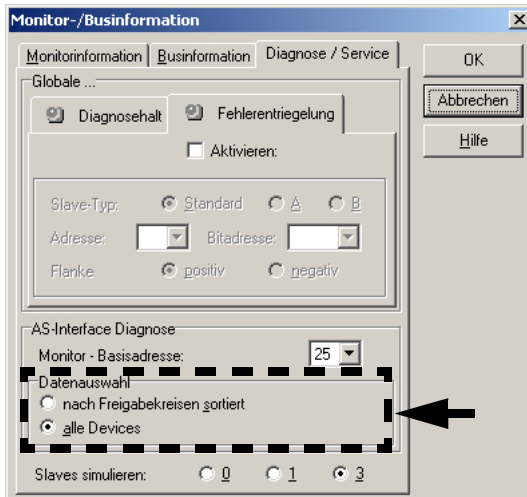 Monitor-/Businformation
Monitorinformation Businformation Diagnose / Service
OK
Abbrechen
Hilfe
Globale ...
Diagnosehalt Fehlerentriegelung
Aktivieren:
Slave-Typ: Standard A B
Adresse: Bitadresse:
Flanke positiv negativ
AS-Interface Diagnose
Monitor - Basisadresse: 25
Datenauswahl
nach Freigabekreisen sortiert
alle Devices
Slaves simulieren: 0 1 3